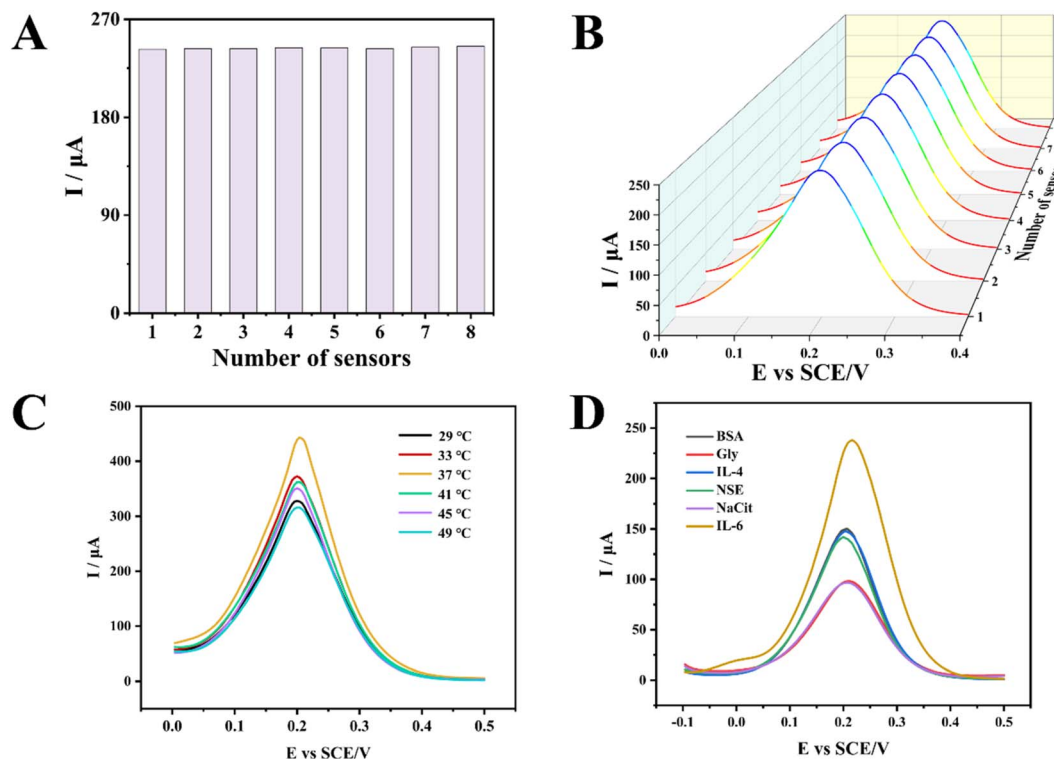 A
I / µA
270
180
90
0
1 2 3 4 5 6 7 8
Number of sensors
B
I / µA
250
200
150
100
50
0
0.0 0.1 0.2 0.3 0.4
E vs SCE/V
1
2
3
4
5
6
7
Number of
C
I / µA
500
400
300
200
100
0
29 ℃
33 ℃
37 ℃
41 ℃
45 ℃
49 ℃
0.0 0.1 0.2 0.3 0.4 0.5
E vs SCE/V
D
I / µA
250
200
150
100
50
0
BSA
Gly
IL-4
NSE
NaCit
IL-6
-0.1 0.0 0.1 0.2 0.3 0.4 0.5
E vs SCE/V